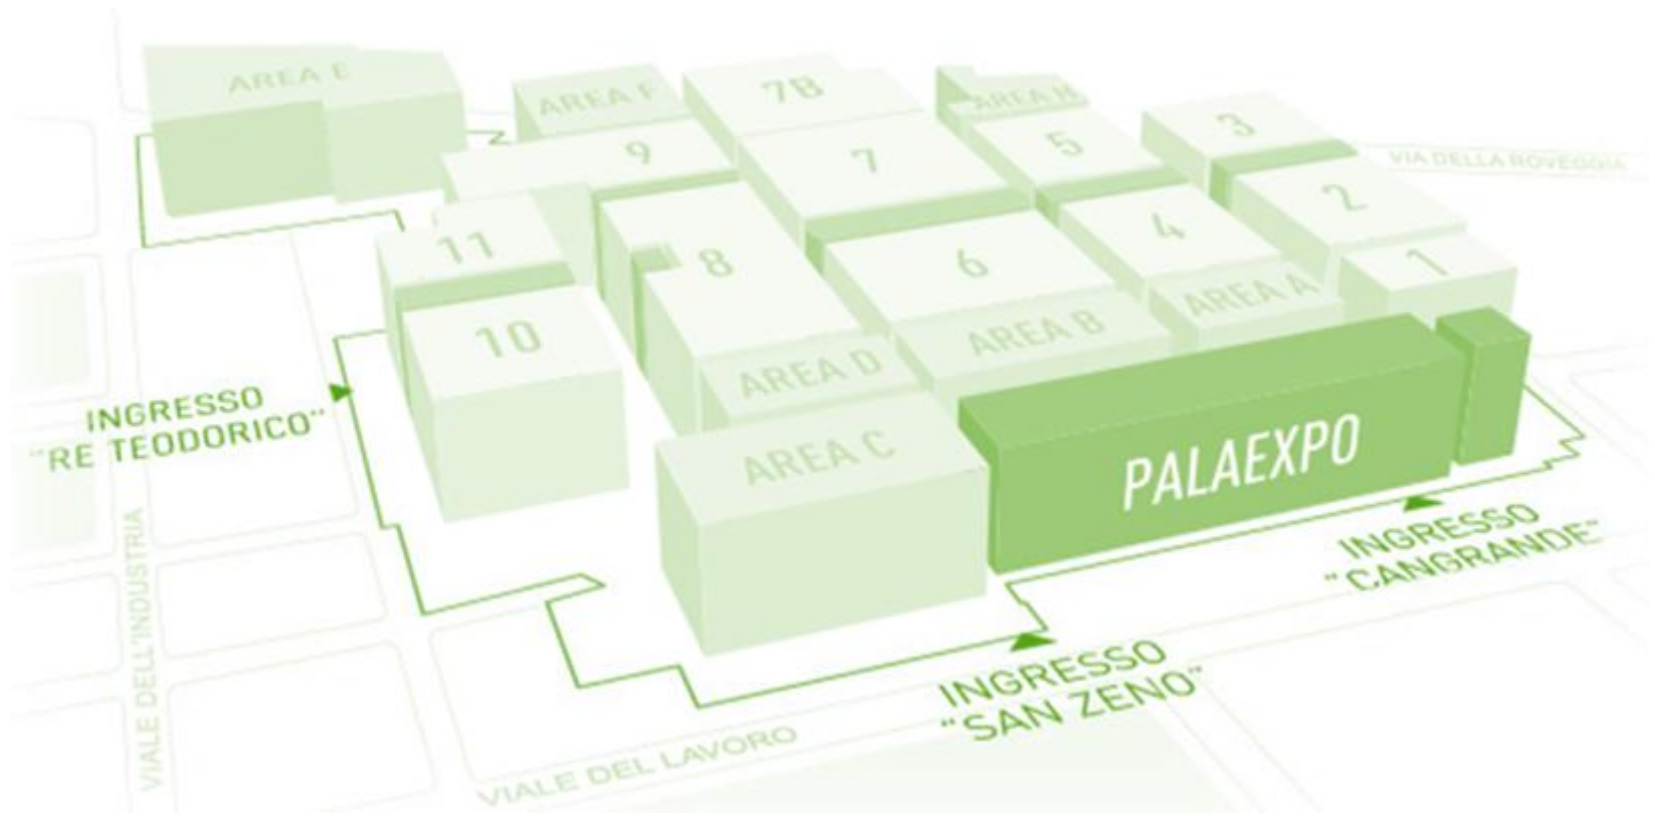 AREA E
AREA F
7B
AREA H
3
9
7
5
VIA DELLA ROVEGGIA
2
11
8
6
4
1
10
AREA D
AREA B
AREA A
INGRESSO
"RE TEODORICO"
AREA C
PALAEXPO
INGRESSO
"CANGRANDE"
INGRESSO
"SAN ZENO"
VIALE DELL'INDUSTRIA
VIALE DEL LAVORO